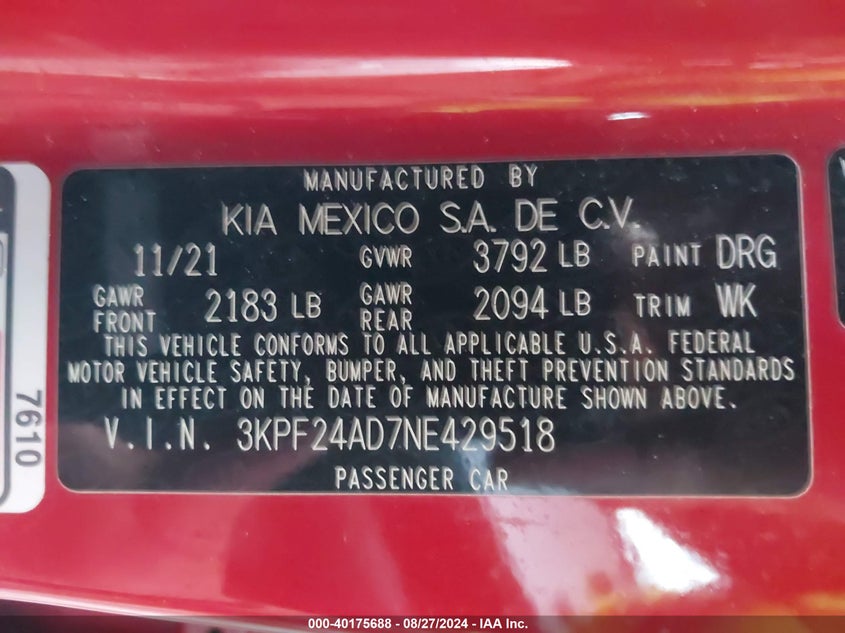 MANUFACTURED BY
KIA MEXICO S.A. DE C.V.
11/21 GVWR 3792 LB PAINT DRG
GAWR FRONT 2183 LB GAWR REAR 2094 LB TRIM WK
THIS VEHICLE CONFORMS TO ALL APPLICABLE U.S.A. FEDERAL
MOTOR VEHICLE SAFETY, BUMPER, AND THEFT PREVENTION STANDARDS
IN EFFECT ON THE DATE OF MANUFACTURE SHOWN ABOVE.
V.I.N. 3KPF24AD7NE429518
PASSENGER CAR
7610
000-40175688 - 08/27/2024 - IAA Inc.